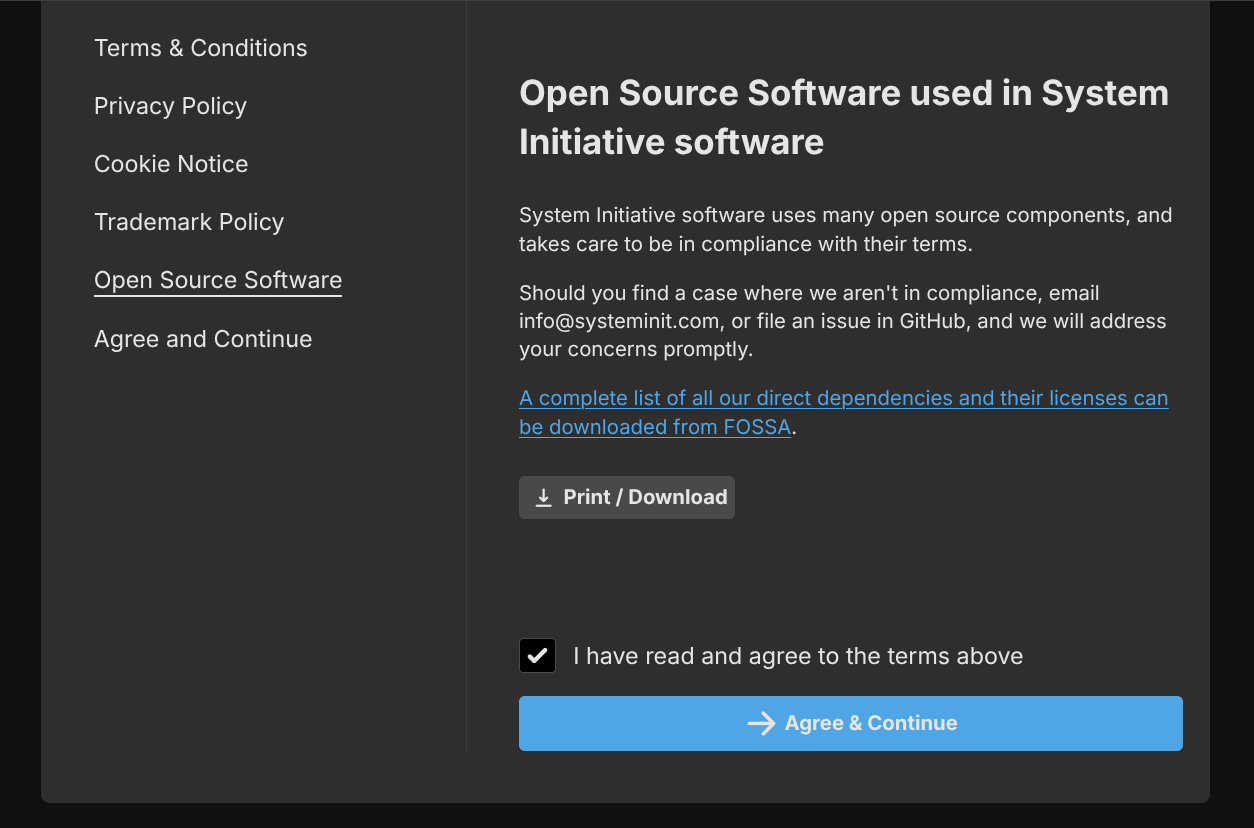 Terms & Conditions
Privacy Policy
Cookie Notice
Trademark Policy
Open Source Software
Agree and Continue
Open Source Software used in System
Initiative software
System Initiative software uses many open source components, and
takes care to be in compliance with their terms.
Should you find a case where we aren't in compliance, email
info@systeminit.com, or file an issue in GitHub, and we will address
your concerns promptly.
A complete list of all our direct dependencies and their licenses can
be downloaded from FOSSA.
Print / Download
I have read and agree to the terms above
Agree & Continue